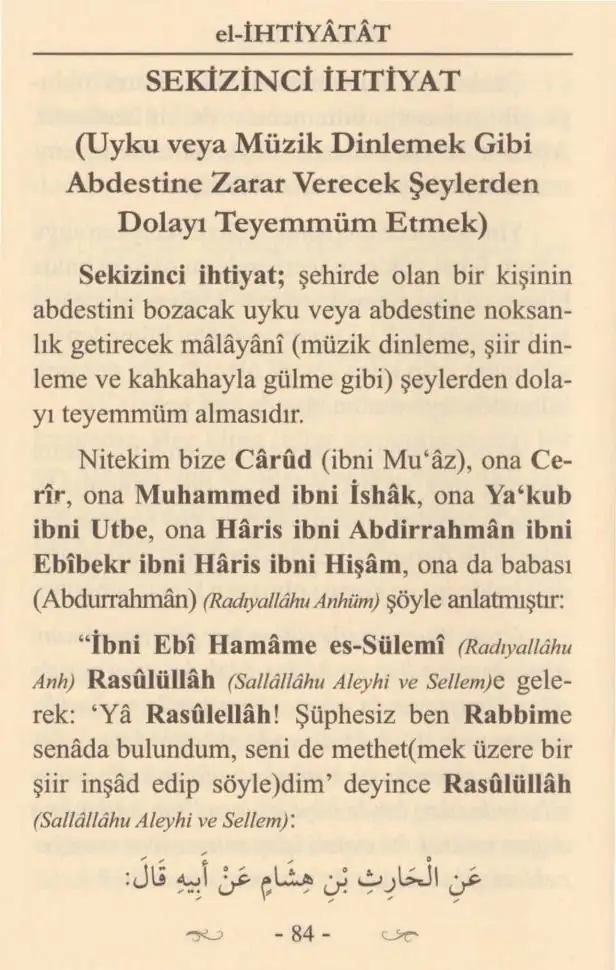 el-İHTİYÂTÂT
SEKİZİNCİ İHTİYAT
(Uyku veya Müzik Dinlemek Gibi
Abdestine Zarar Verecek Şeylerden
Dolayı Teyemmüm Etmek)
Sekizinci ihtiyat; şehirde olan bir kişinin
abdestini bozacak uyku veya abdestine noksan-
lık getirecek mâlâyânî (müzik dinleme, şiir din-
leme ve kahkahayla gülme gibi) şeylerden dola-
yı teyemmüm almasıdır.
Nitekim bize Cârûd (ibni Mu‘âz), ona Ce-
rîr, ona Muhammed ibni İshâk, ona Ya‘kub
ibni Utbe, ona Hâris ibni Abdirrahmân ibni
Ebîbekr ibni Hâris ibni Hişâm, ona da babası
(Abdurrahmân) (Radıyallâhu Anhüm) şöyle anlatmıştır:
“İbni Ebî Hamâme es-Sülemî (Radıyallâhu
Anh) Rasûlüllâh (Sallâllâhu Aleyhi ve Sellem)e gele-
rek: ‘Yâ Rasûlellâh! Şüphesiz ben Rabbime
senâda bulundum, seni de methet(mek üzere bir
şiir inşâd edip söyle)dim’ deyince Rasûlüllâh
(Sallâllâhu Aleyhi ve Sellem):
عَنِ الْحَارِثِ بْنِ هِشَامٍ عَنْ أَبِيهِ قَالَ:
- 84 -